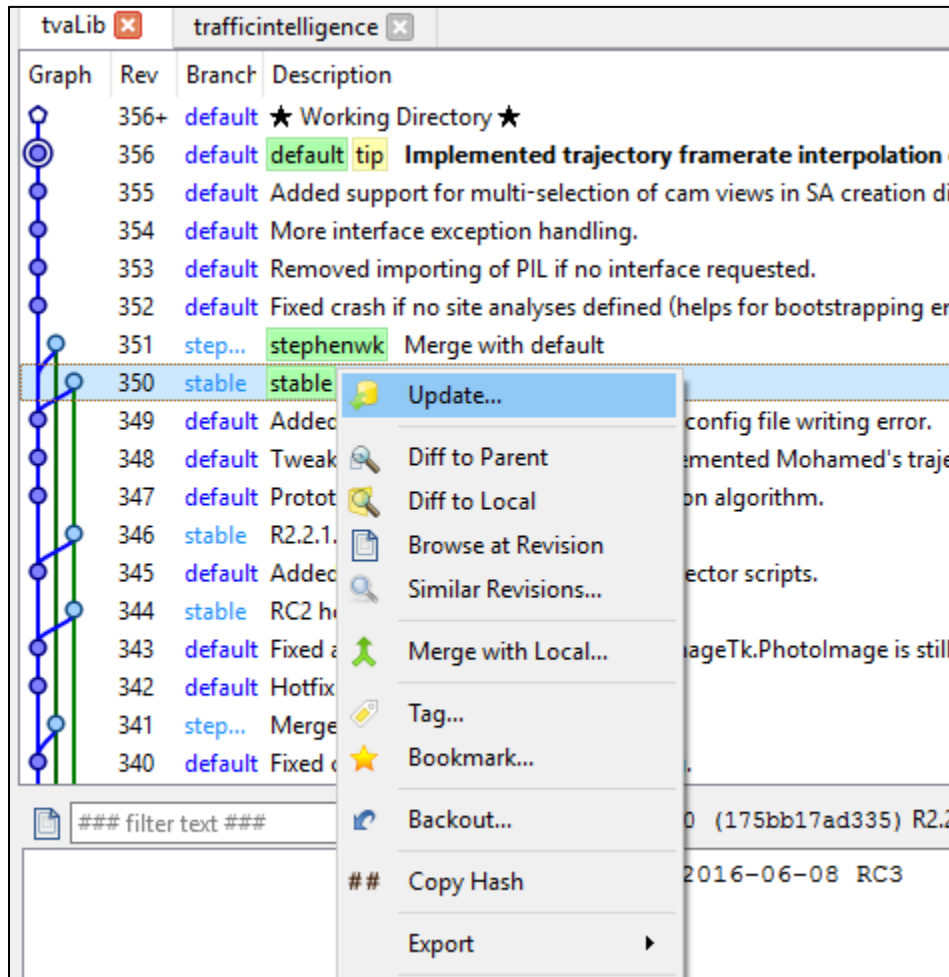 tvaLib trafficintelligence
Graph Rev Branch Description
356+ default ★ Working Directory ★
356 default default tip Implemented trajectory framerate interpolation
355 default Added support for multi-selection of cam views in SA creation di
354 default More interface exception handling.
353 default Removed importing of PIL if no interface requested.
352 default Fixed crash if no site analyses defined (helps for bootstrapping er
351 step... stephenwk Merge with default
350 stable stable
Update...
349 default Added config file writing error.
348 default Tweak emented Mohamed's traje
Diff to Parent
347 default Protot on algorithm.
Diff to Local
346 stable R2.2.1.
Browse at Revision
345 default Added ector scripts.
Similar Revisions...
344 stable RC2 h
343 default Fixed a ageTk.PhotoImage is still
Merge with Local...
342 default Hotfix
341 step... Merge
Tag...
340 default Fixed
Bookmark...
### filter text ### 0 (175bb17ad335) R2.2
Backout...
2016-06-08 RC3
## Copy Hash
Export